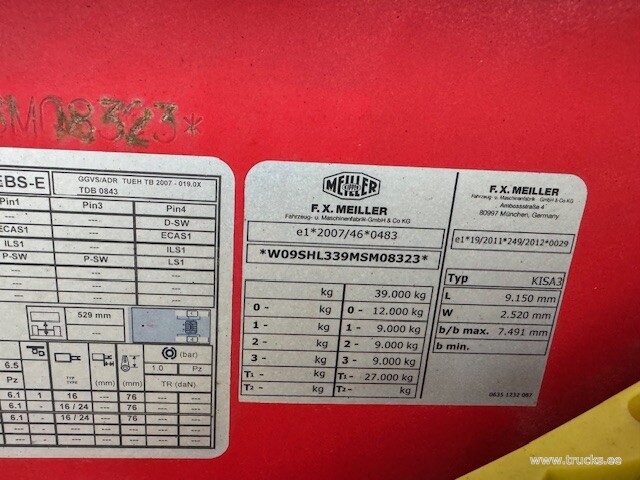 M08323*
EBS-E
GGVS/ADR TUEH TB 2007 - 019.0X
TDB 0843
Pin1 Pin3 Pin4
--- --- D-SW
ECAS1 --- ECAS1
ILS1 --- ILS1
P-SW P-SW LS1
--- --- ---
--- --- ---
529 mm
(mm) (mm) (bar)
6.5 1.0 Pz
Pz TR (daN)
6.1 1 16 --- 76 --- --- ---
6.1 - 16 / 24 --- 76 --- --- ---
6.1 - 16 / 24 --- 76 --- --- ---
MEILLER
KIPPER
F. X. MEILLER
Fahrzeug- u. Maschinenfabrik-GmbH & Co KG
e1*2007/46*0483
*W09SHL339MSM08323*
kg 39.000 kg
0 - kg 0 - 12.000 kg
1 - kg 1 - 9.000 kg
2 - kg 2 - 9.000 kg
3 - kg 3 - 9.000 kg
T1 - kg T1 - 27.000 kg
T2 - kg T2 - kg
F. X. MEILLER
Fahrzeug- u. Maschinenfabrik -GmbH & Co KG
Ambossstraße 4
80997 München, Germany
e1*19/2011*249/2012*0029
Typ KISA3
L 9.150 mm
W 2.520 mm
b/b max. 7.491 mm
b min.
0635.1232.087
www.trucks.ee